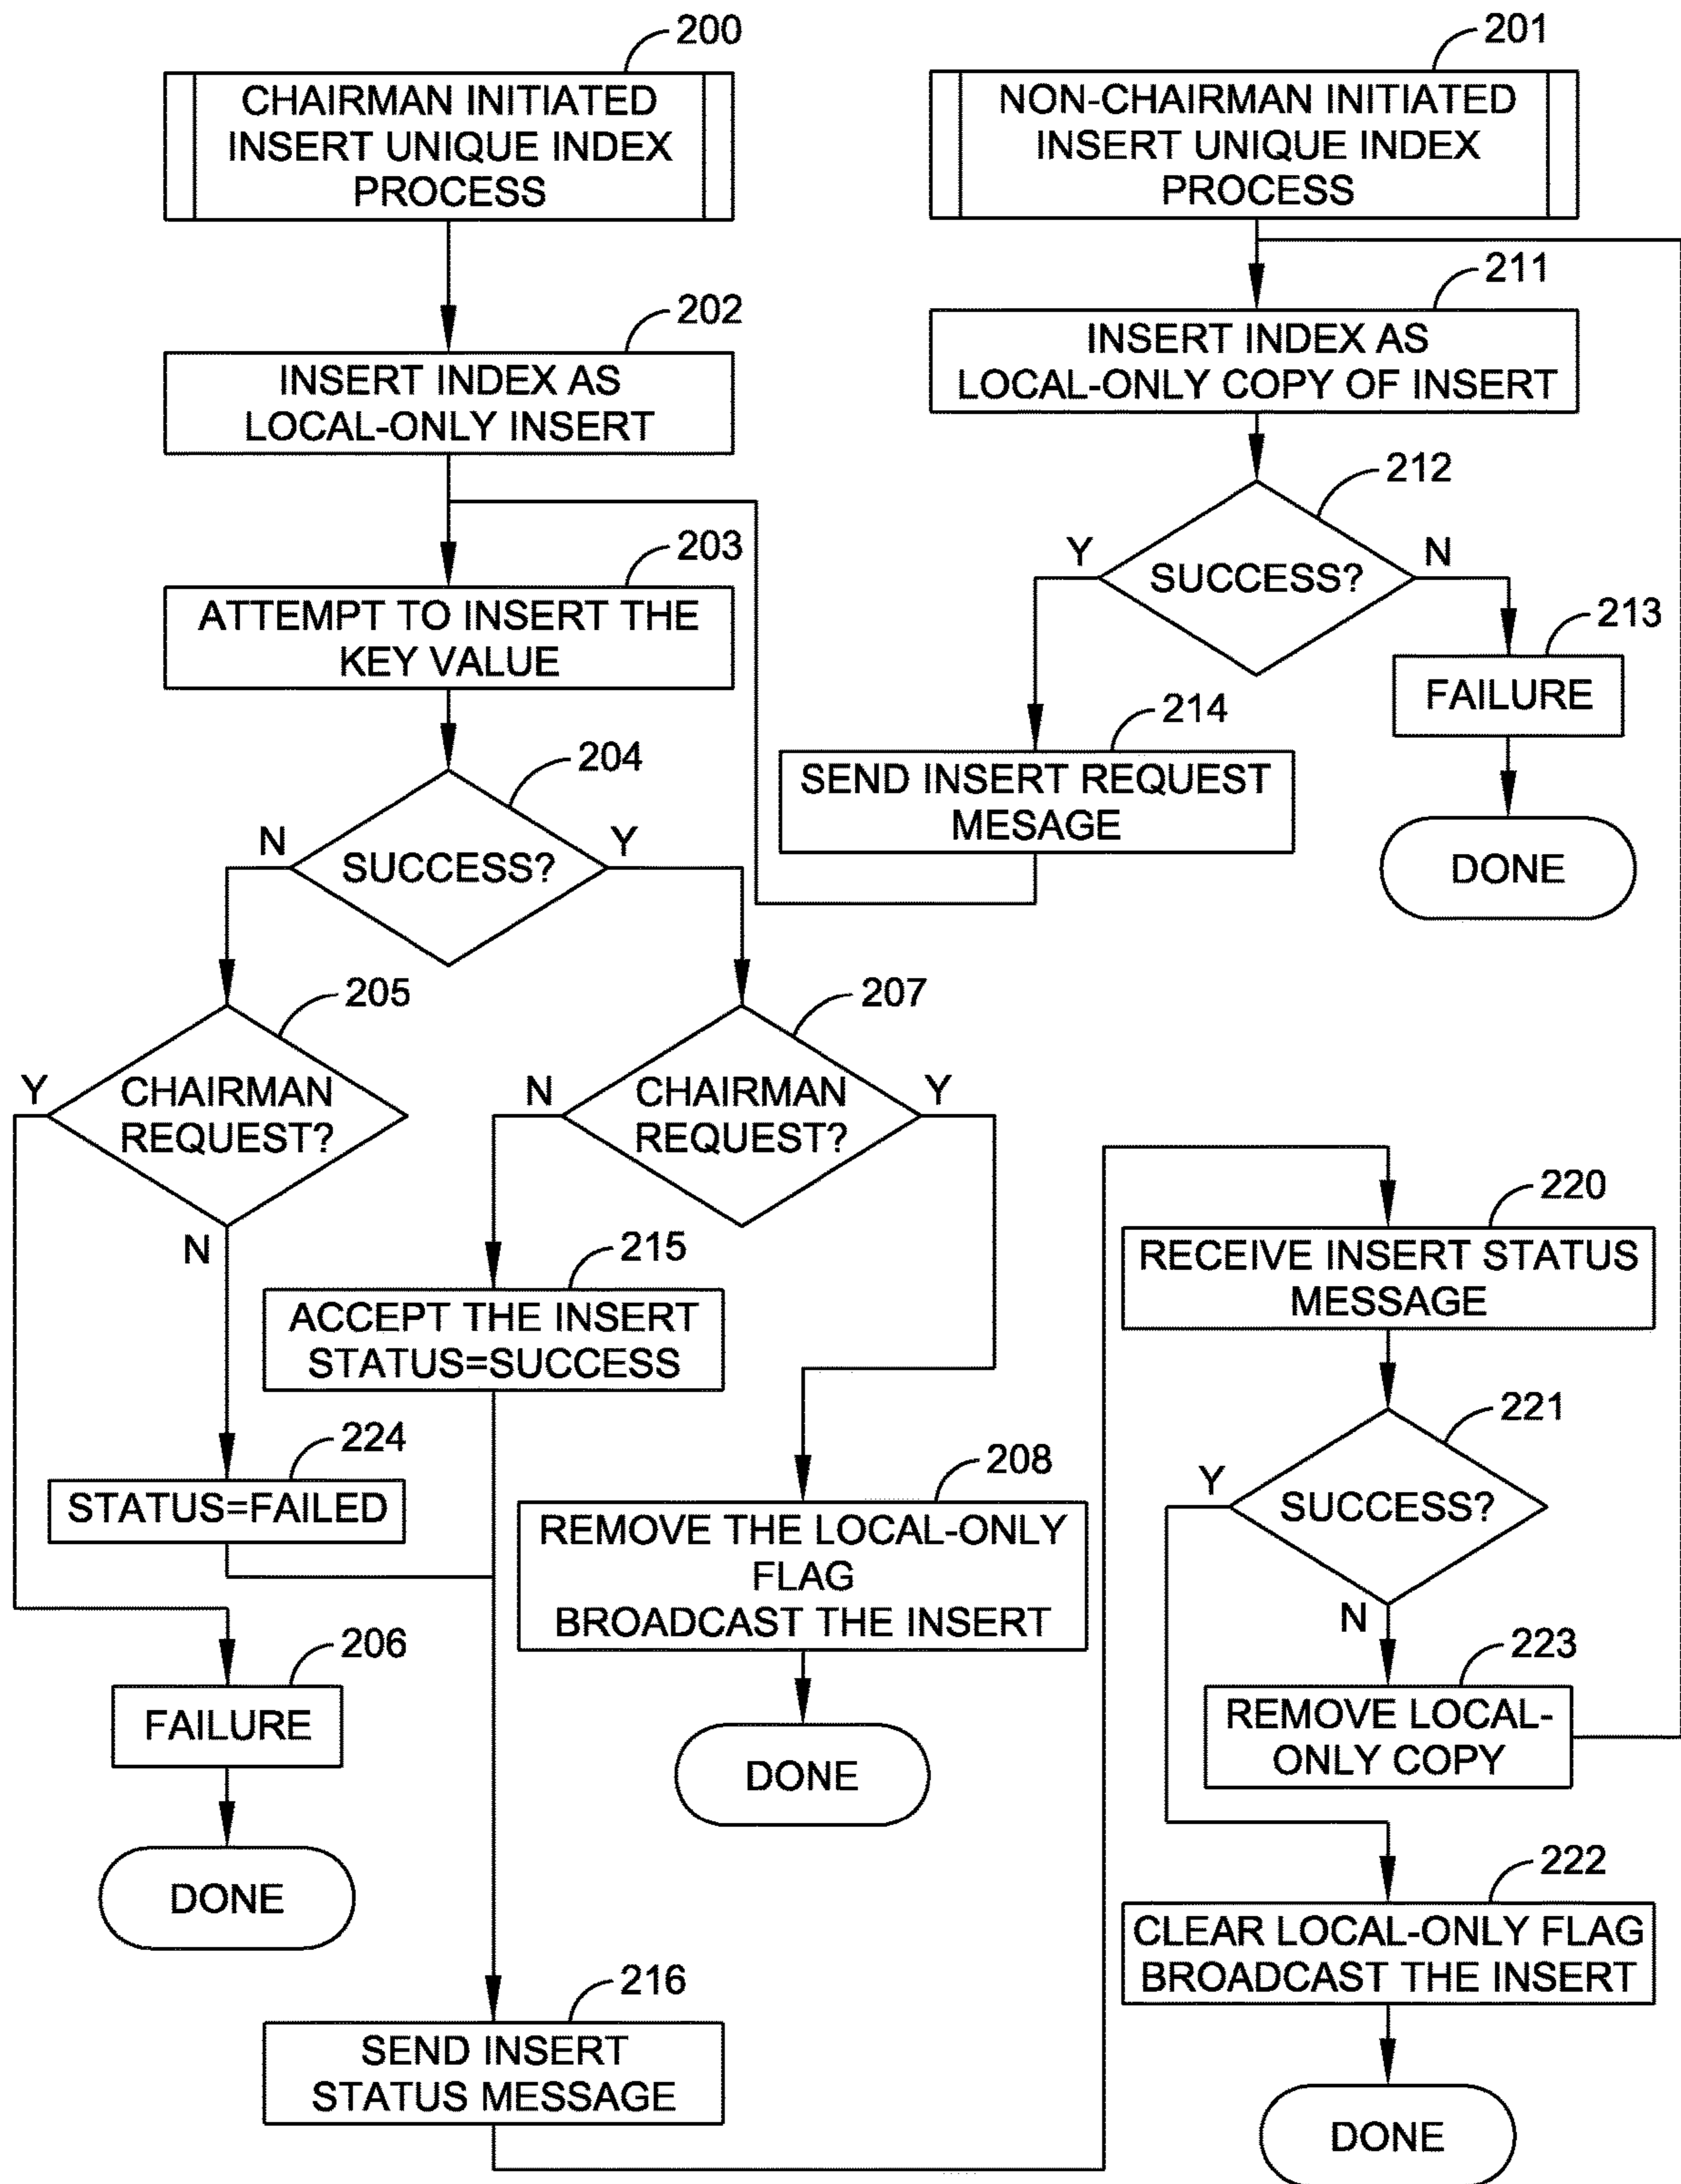 200
CHAIRMAN INITIATED
INSERT UNIQUE INDEX
PROCESS
201
NON-CHAIRMAN INITIATED
INSERT UNIQUE INDEX
PROCESS
202
INSERT INDEX AS
LOCAL-ONLY INSERT
211
INSERT INDEX AS
LOCAL-ONLY COPY OF INSERT
212
Y
SUCCESS?
N
203
ATTEMPT TO INSERT THE
KEY VALUE
213
FAILURE
214
SEND INSERT REQUEST
MESAGE
DONE
204
N
SUCCESS?
Y
205
Y
CHAIRMAN
REQUEST?
N
207
N
CHAIRMAN
REQUEST?
Y
215
ACCEPT THE INSERT
STATUS=SUCCESS
220
RECEIVE INSERT STATUS
MESSAGE
224
STATUS=FAILED
208
REMOVE THE LOCAL-ONLY
FLAG
BROADCAST THE INSERT
221
Y
SUCCESS?
N
206
FAILURE
DONE
223
REMOVE LOCAL-
ONLY COPY
DONE
222
CLEAR LOCAL-ONLY FLAG
BROADCAST THE INSERT
216
SEND INSERT
STATUS MESSAGE
DONE